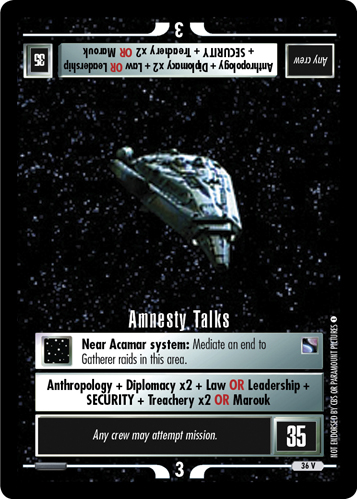 3
Anthropology + Diplomacy x2 + Law OR Leadership
+ SECURITY + Treachery x2 OR Marouk
Any crew
35
Amnesty Talks
Near Acamar system: Mediate an end to
Gatherer raids in this area.
Anthropology + Diplomacy x2 + Law OR Leadership +
SECURITY + Treachery x2 OR Marouk
Any crew may attempt mission.
35
3
36 V
NOT ENDORSED BY CBS OR PARAMOUNT PICTURES